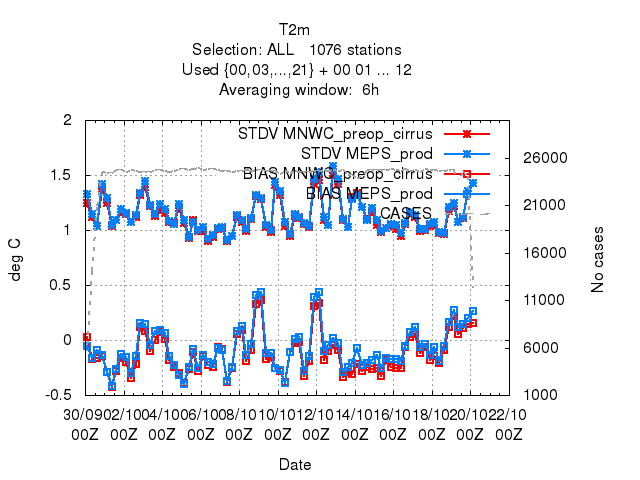 T2m
Selection: ALL 1076 stations
Used {00,03,...,21} + 00 01 ... 12
Averaging window: 6h
STDV MNWC_preop_cirrus
STDV MEPS_prod
BIAS MNWC_preop_cirrus
BIAS MEPS_prod
CASES
2
1.5
1
0.5
0
-0.5
deg C
26000
21000
16000
11000
6000
1000
No cases
30/09 02/10 04/10 06/10 08/10 10/10 12/10 14/10 16/10 18/10 20/10 22/10
00Z 00Z 00Z 00Z 00Z 00Z 00Z 00Z 00Z 00Z 00Z 00Z
Date